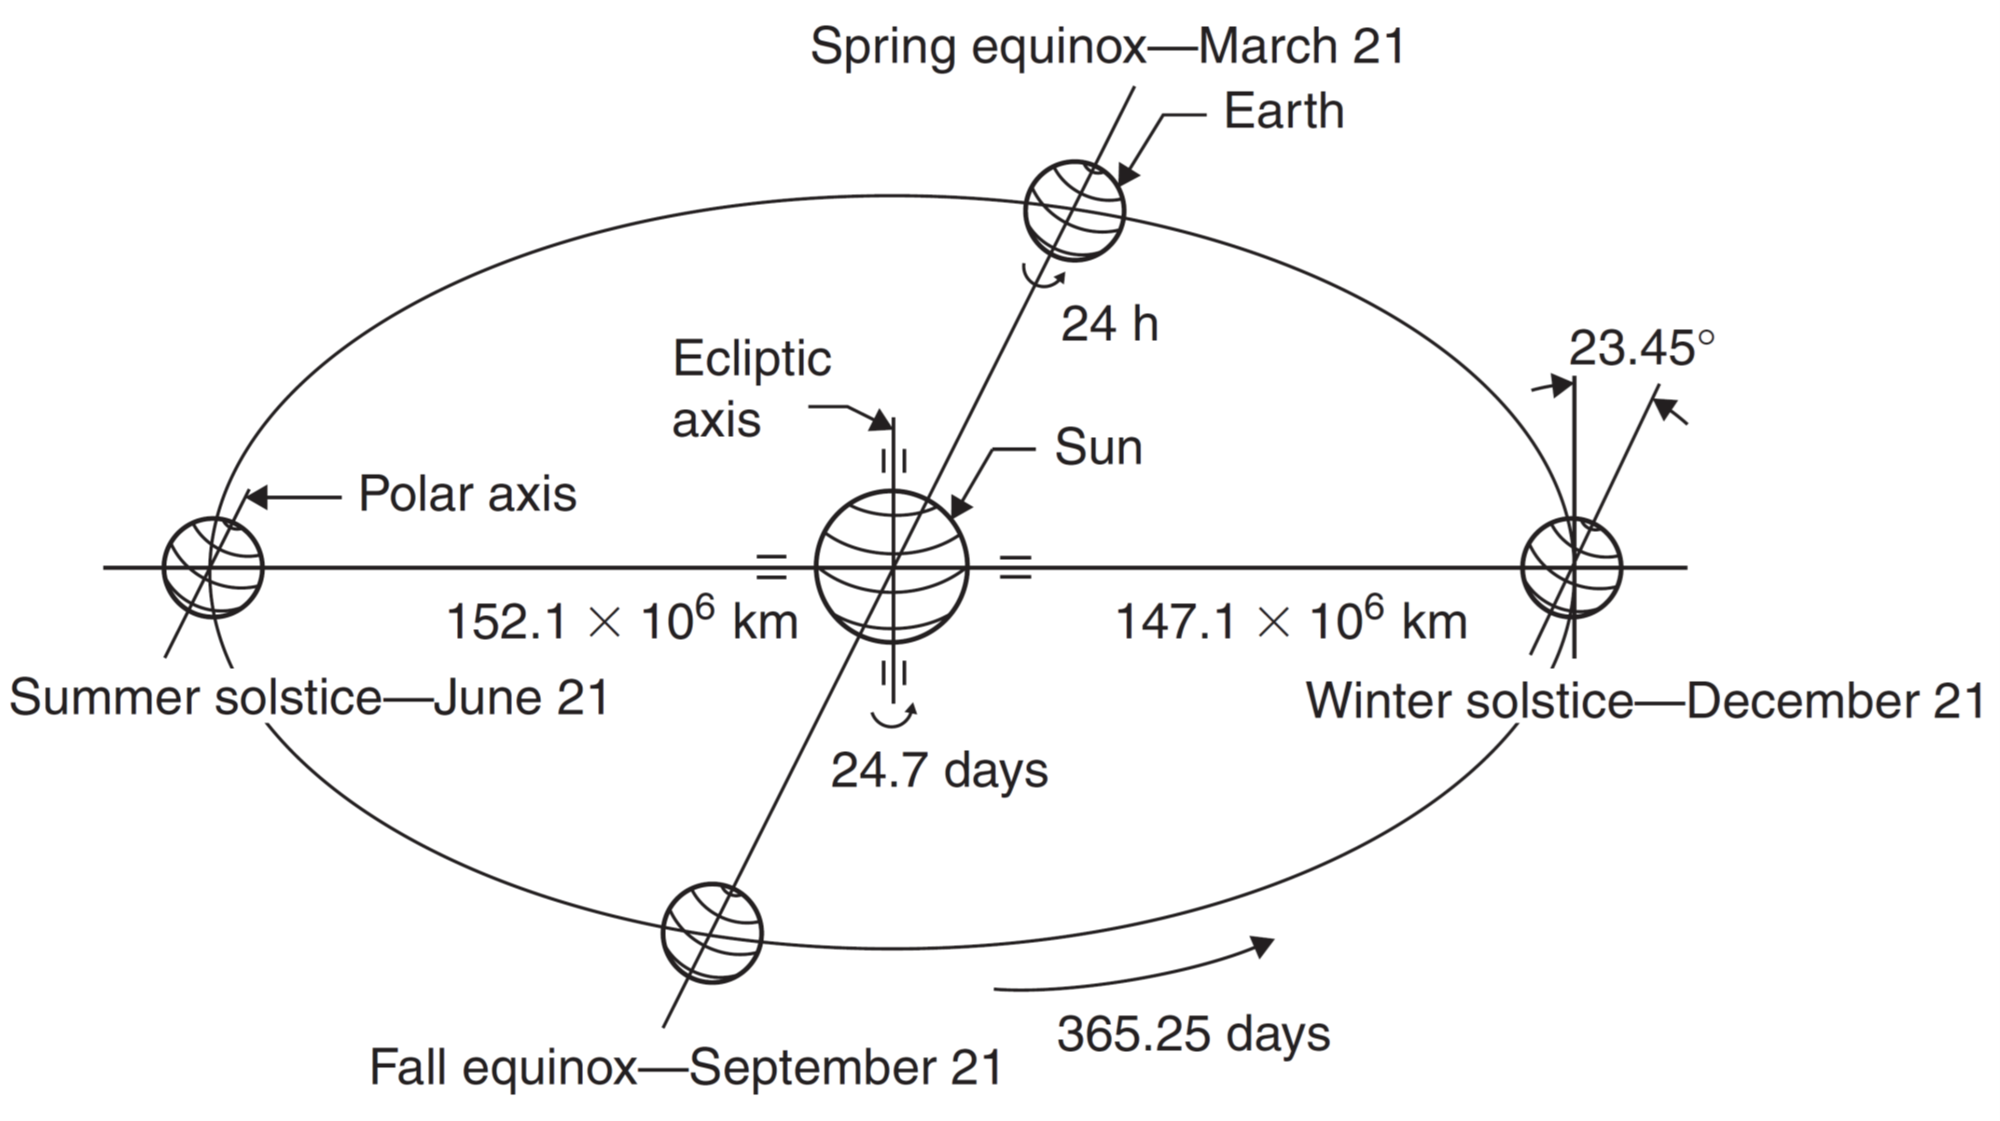 Spring equinox—March 21
Earth
24 h
23.45°
Ecliptic
axis
Sun
Polar axis
152.1 × 10⁶ km
147.1 × 10⁶ km
Summer solstice—June 21
Winter solstice—December 21
24.7 days
365.25 days
Fall equinox—September 21